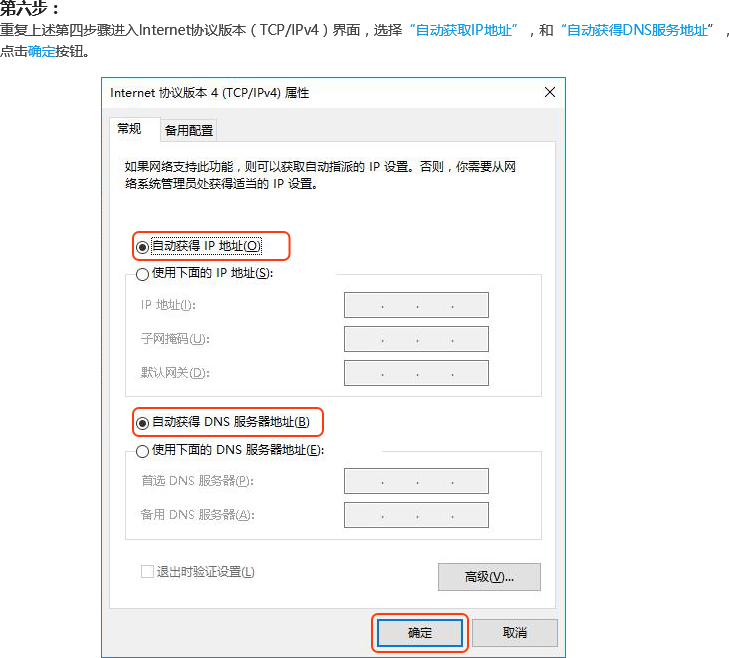 第六步：
重复上述第四步骤进入Internet协议版本（TCP/IPv4）界面，选择“自动获取IP地址”，和“自动获得DNS服务地址”，
点击确定按钮。
Internet 协议版本 4 (TCP/IPv4) 属性
常规 备用配置
如果网络支持此功能，则可以获取自动指派的 IP 设置。否则，你需要从网
络系统管理员处获得适当的 IP 设置。
自动获得 IP 地址(O)
使用下面的 IP 地址(S):
IP 地址(I):
子网掩码(U):
默认网关(D):
自动获得 DNS 服务器地址(B)
使用下面的 DNS 服务器地址(E):
首选 DNS 服务器(P):
备用 DNS 服务器(A):
退出时验证设置(L)
高级(V)...
确定 取消